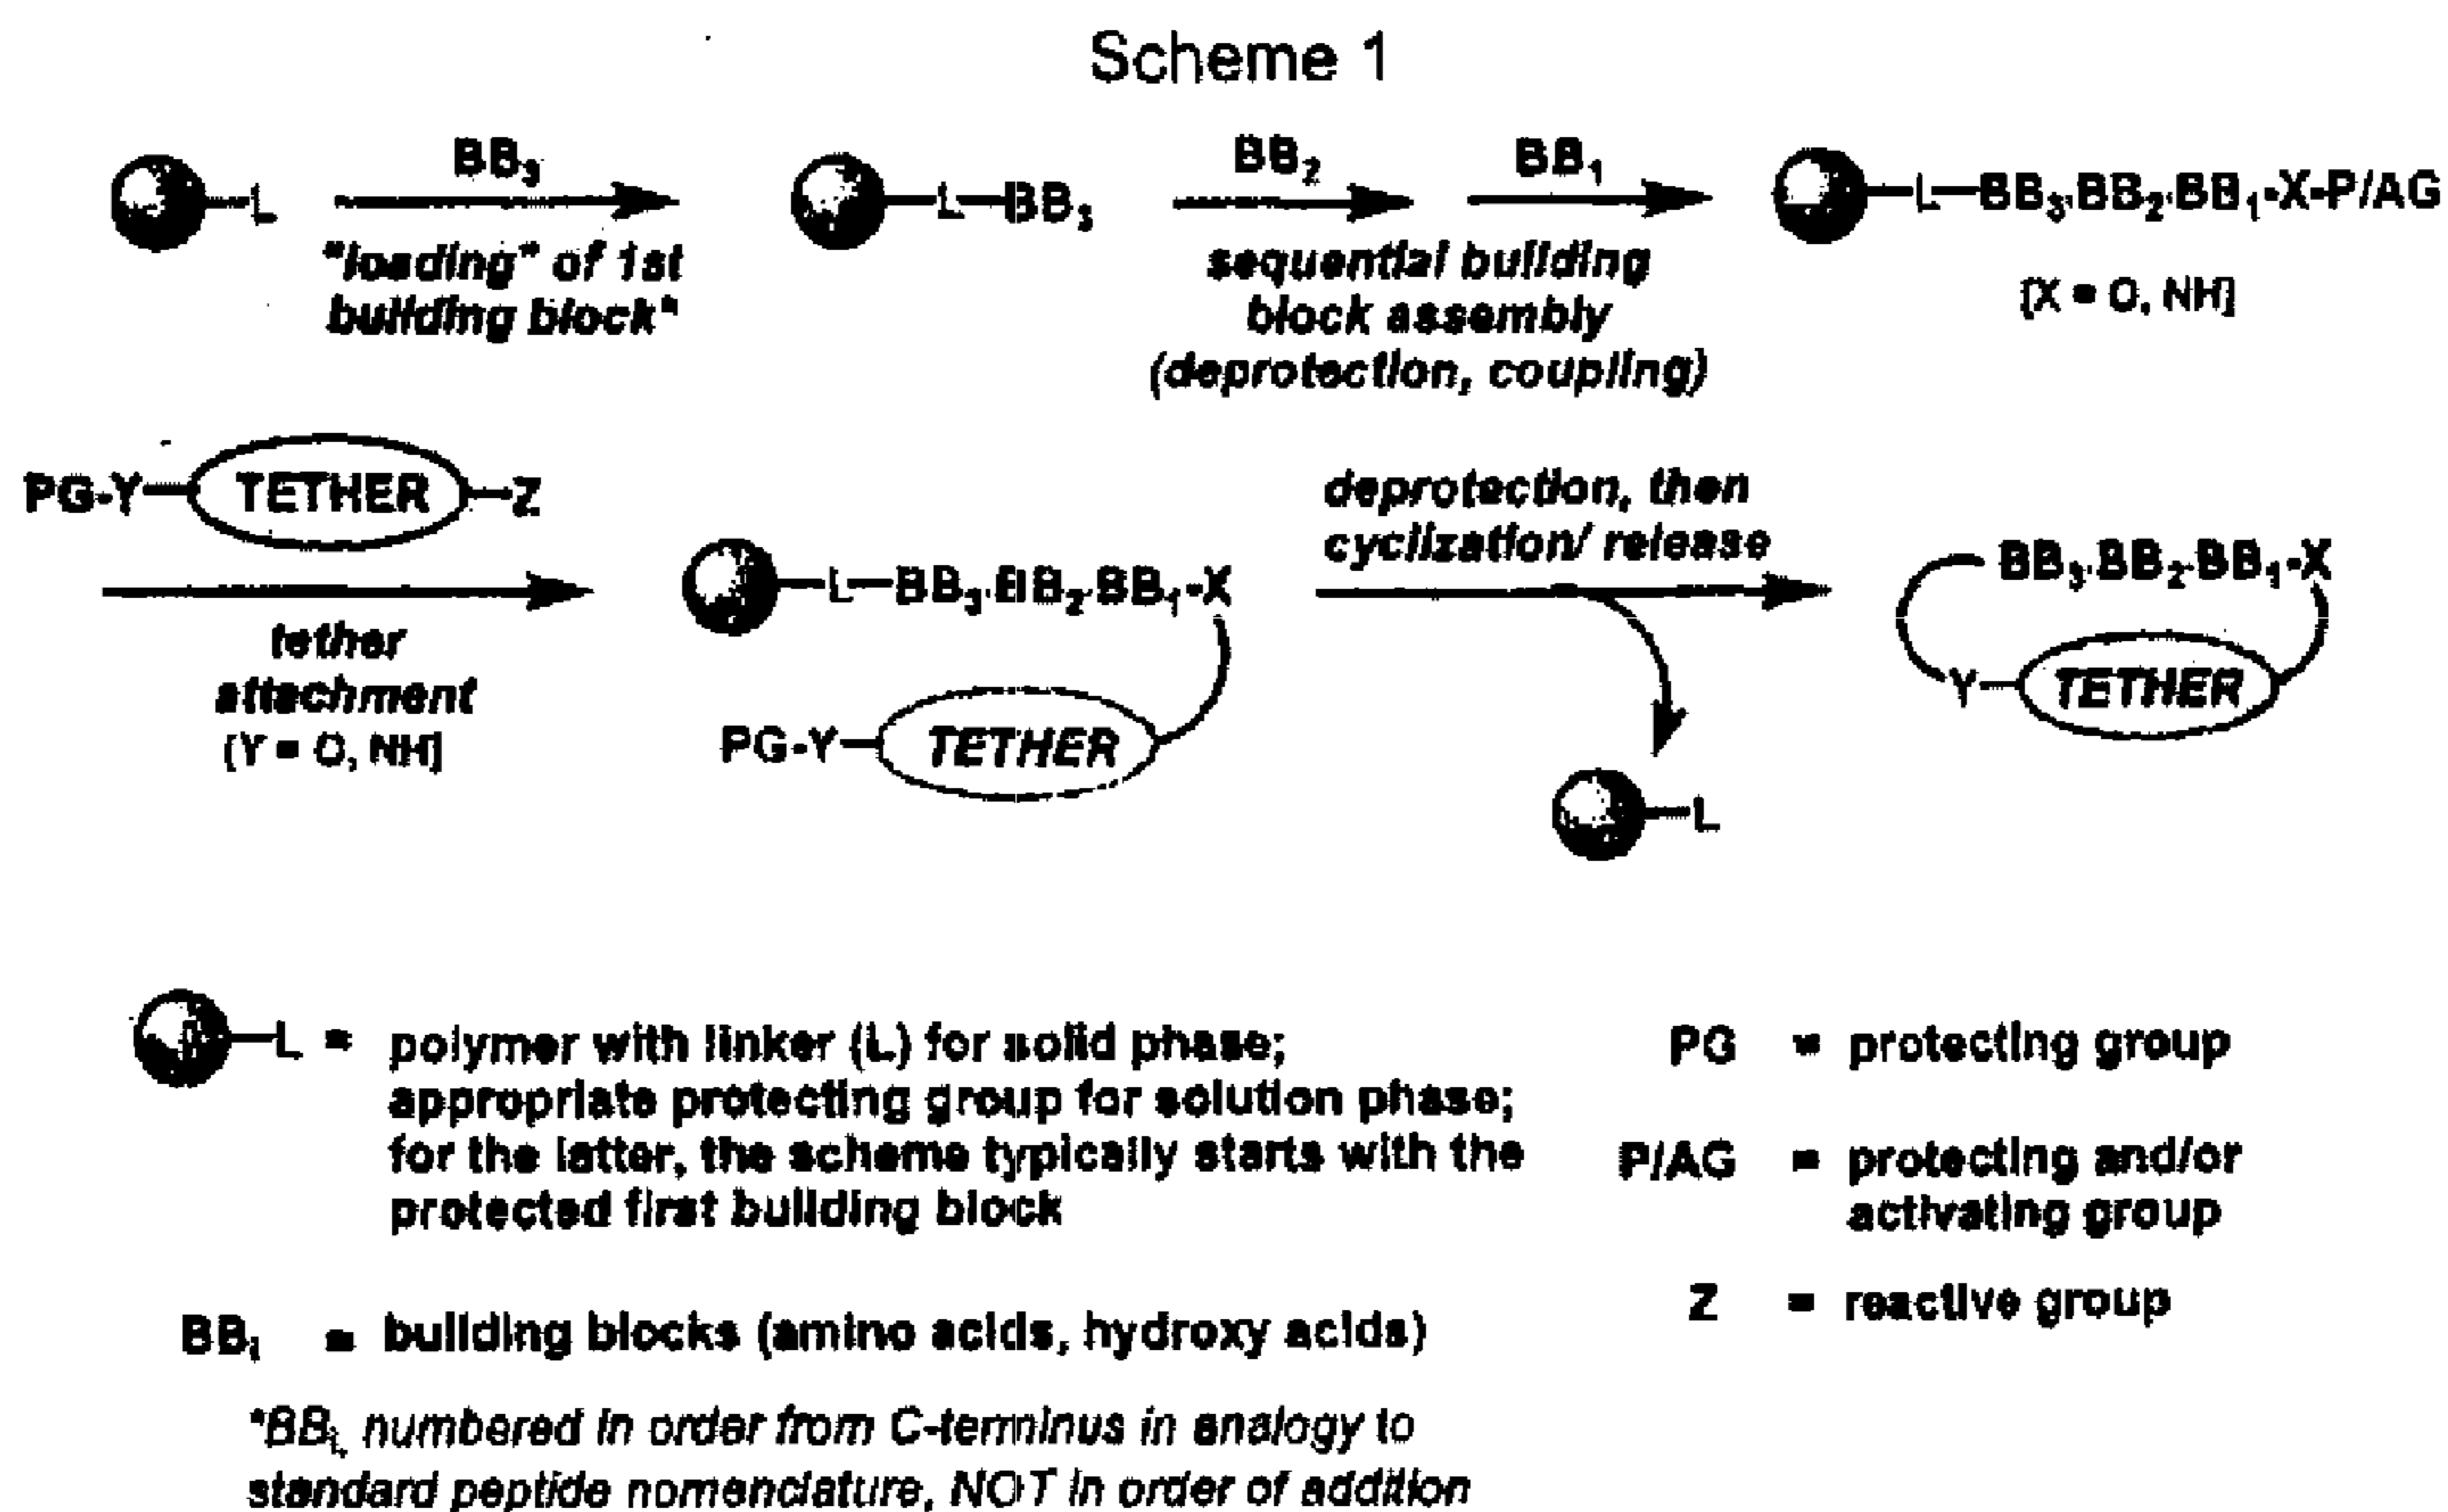 Scheme 1
BB3
BB2
BB1
L
L—BB3
L—BB3·BB2·BB1-X-P/AG
"loading" of 1st
building block*
sequential building
block assembly
(deprotection, coupling)
[X = O, NH]
PG-Y—TETHER—Z
tether
attachment
[Y = O, NH]
L—BB3·BB2·BB1-X
PG-Y—TETHER
deprotection, then
cyclization/ release
L
BB3·BB2·BB1-X
Y—TETHER
L = polymer with linker (L) for solid phase;
appropriate protecting group for solution phase;
for the latter, the scheme typically starts with the
protected first building block
BBi = building blocks (amino acids, hydroxy acids)
*BBi numbered in order from C-terminus in analogy to
standard peptide nomenclature, NOT in order of addition
PG = protecting group
P/AG = protecting and/or
activating group
Z = reactive group